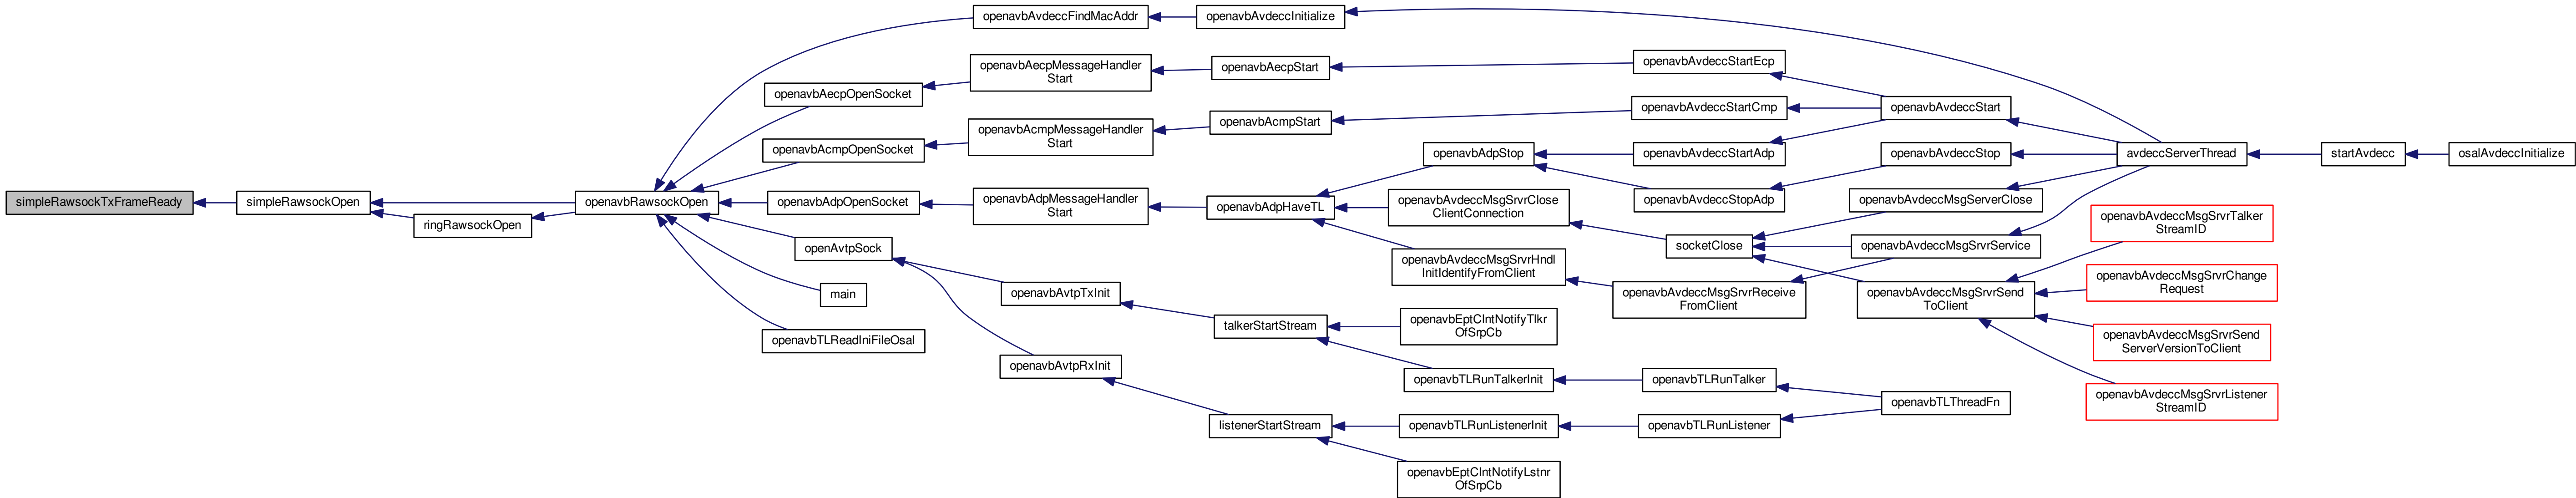 simpleRawsockTxFrameReady
simpleRawsockOpen
ringRawsockOpen
openavbRawsockOpen
openavbAvdeccFindMacAddr
openavbAecpOpenSocket
openavbAcmpOpenSocket
openavbAdpOpenSocket
openAvtpSock
main
openavbTLReadIniFileOsal
openavbAvdeccInitialize
openavbAecpMessageHandler
Start
openavbAecpStart
openavbAcmpMessageHandler
Start
openavbAcmpStart
openavbAdpMessageHandler
Start
openavbAdpHaveTL
openavbAvtpTxInit
openavbAvtpRxInit
talkerStartStream
listenerStartStream
openavbAdpStop
openavbAvdeccMsgSrvrClose
ClientConnection
openavbAvdeccMsgSrvrHndl
InitIdentifyFromClient
openavbEptClntNotifyTlkr
OfSrpCb
openavbTLRunTalkerInit
openavbTLRunListenerInit
openavbEptClntNotifyLstnr
OfSrpCb
openavbAvdeccStartEcp
openavbAvdeccStartCmp
openavbAvdeccStartAdp
openavbAvdeccStopAdp
socketClose
openavbAvdeccMsgSrvrReceive
FromClient
openavbTLRunTalker
openavbTLRunListener
openavbAvdeccStart
openavbAvdeccStop
openavbAvdeccMsgServerClose
openavbAvdeccMsgSrvrService
openavbAvdeccMsgSrvrSend
ToClient
openavbTLThreadFn
avdeccServerThread
openavbAvdeccMsgSrvrTalker
StreamID
openavbAvdeccMsgSrvrChange
Request
openavbAvdeccMsgSrvrSend
ServerVersionToClient
openavbAvdeccMsgSrvrListener
StreamID
startAvdecc
osalAvdeccInitialize